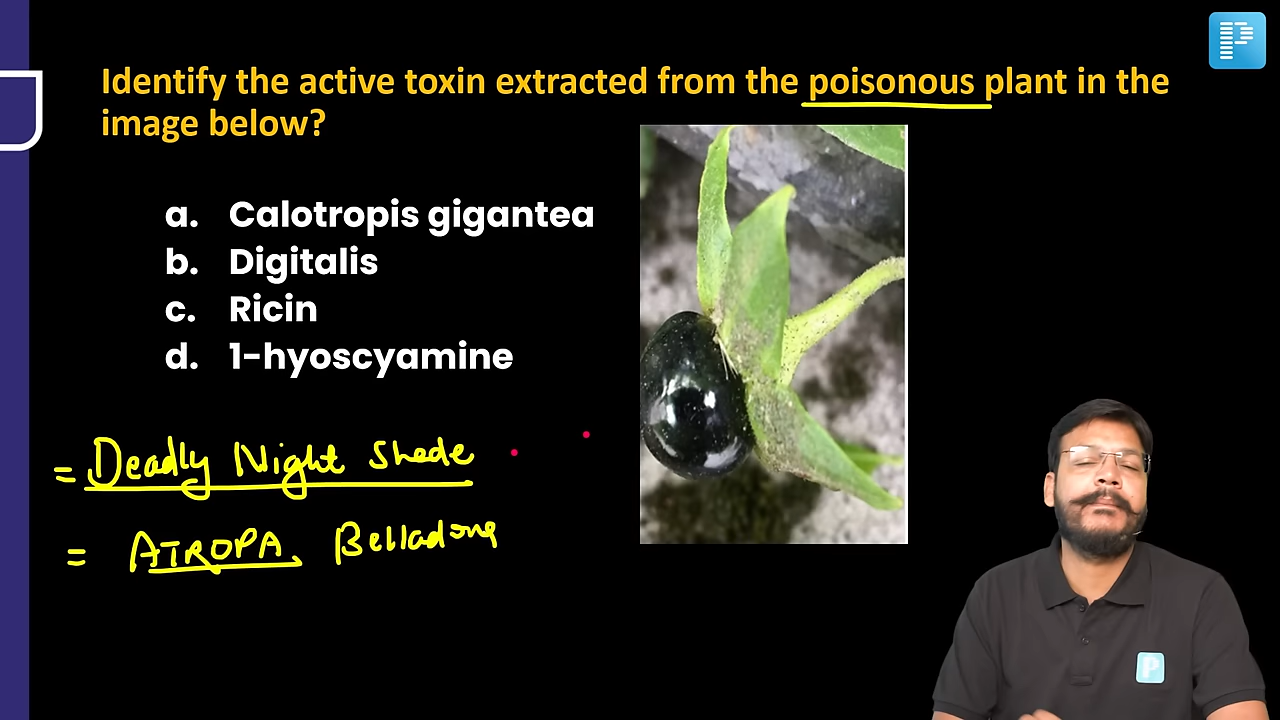 Identify the active toxin extracted from the poisonous plant in the
image below?
a. Calotropis gigantea
b. Digitalis
c. Ricin
d. 1-hyoscyamine
= Deadly Night Shade
= ATROPA Belladona
P
P